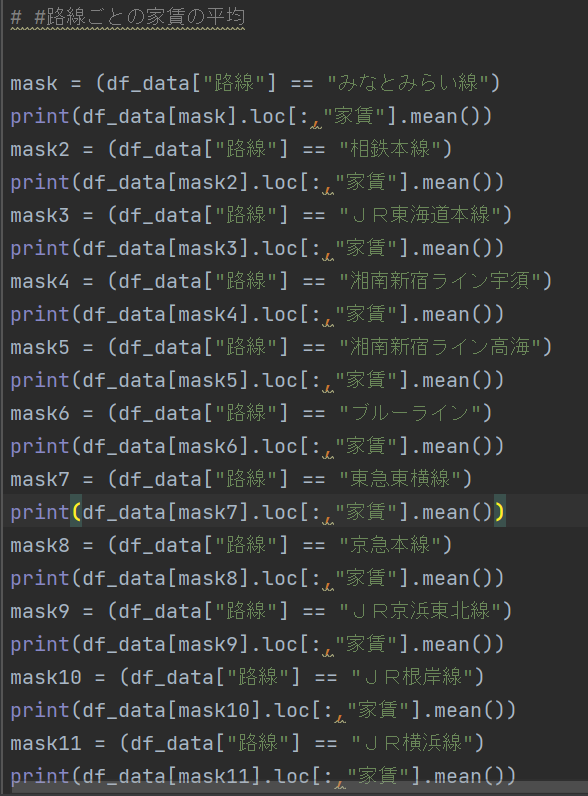 # #路線ごとの家賃の平均
mask = (df_data["路線"] == "みなとみらい線")
print(df_data[mask].loc[:,"家賃"].mean())
mask2 = (df_data["路線"] == "相鉄本線")
print(df_data[mask2].loc[:,"家賃"].mean())
mask3 = (df_data["路線"] == "ＪＲ東海道本線")
print(df_data[mask3].loc[:,"家賃"].mean())
mask4 = (df_data["路線"] == "湘南新宿ライン宇須")
print(df_data[mask4].loc[:,"家賃"].mean())
mask5 = (df_data["路線"] == "湘南新宿ライン高海")
print(df_data[mask5].loc[:,"家賃"].mean())
mask6 = (df_data["路線"] == "ブルーライン")
print(df_data[mask6].loc[:,"家賃"].mean())
mask7 = (df_data["路線"] == "東急東横線")
print(df_data[mask7].loc[:,"家賃"].mean())
mask8 = (df_data["路線"] == "京急本線")
print(df_data[mask8].loc[:,"家賃"].mean())
mask9 = (df_data["路線"] == "ＪＲ京浜東北線")
print(df_data[mask9].loc[:,"家賃"].mean())
mask10 = (df_data["路線"] == "ＪＲ根岸線")
print(df_data[mask10].loc[:,"家賃"].mean())
mask11 = (df_data["路線"] == "ＪＲ横浜線")
print(df_data[mask11].loc[:,"家賃"].mean())